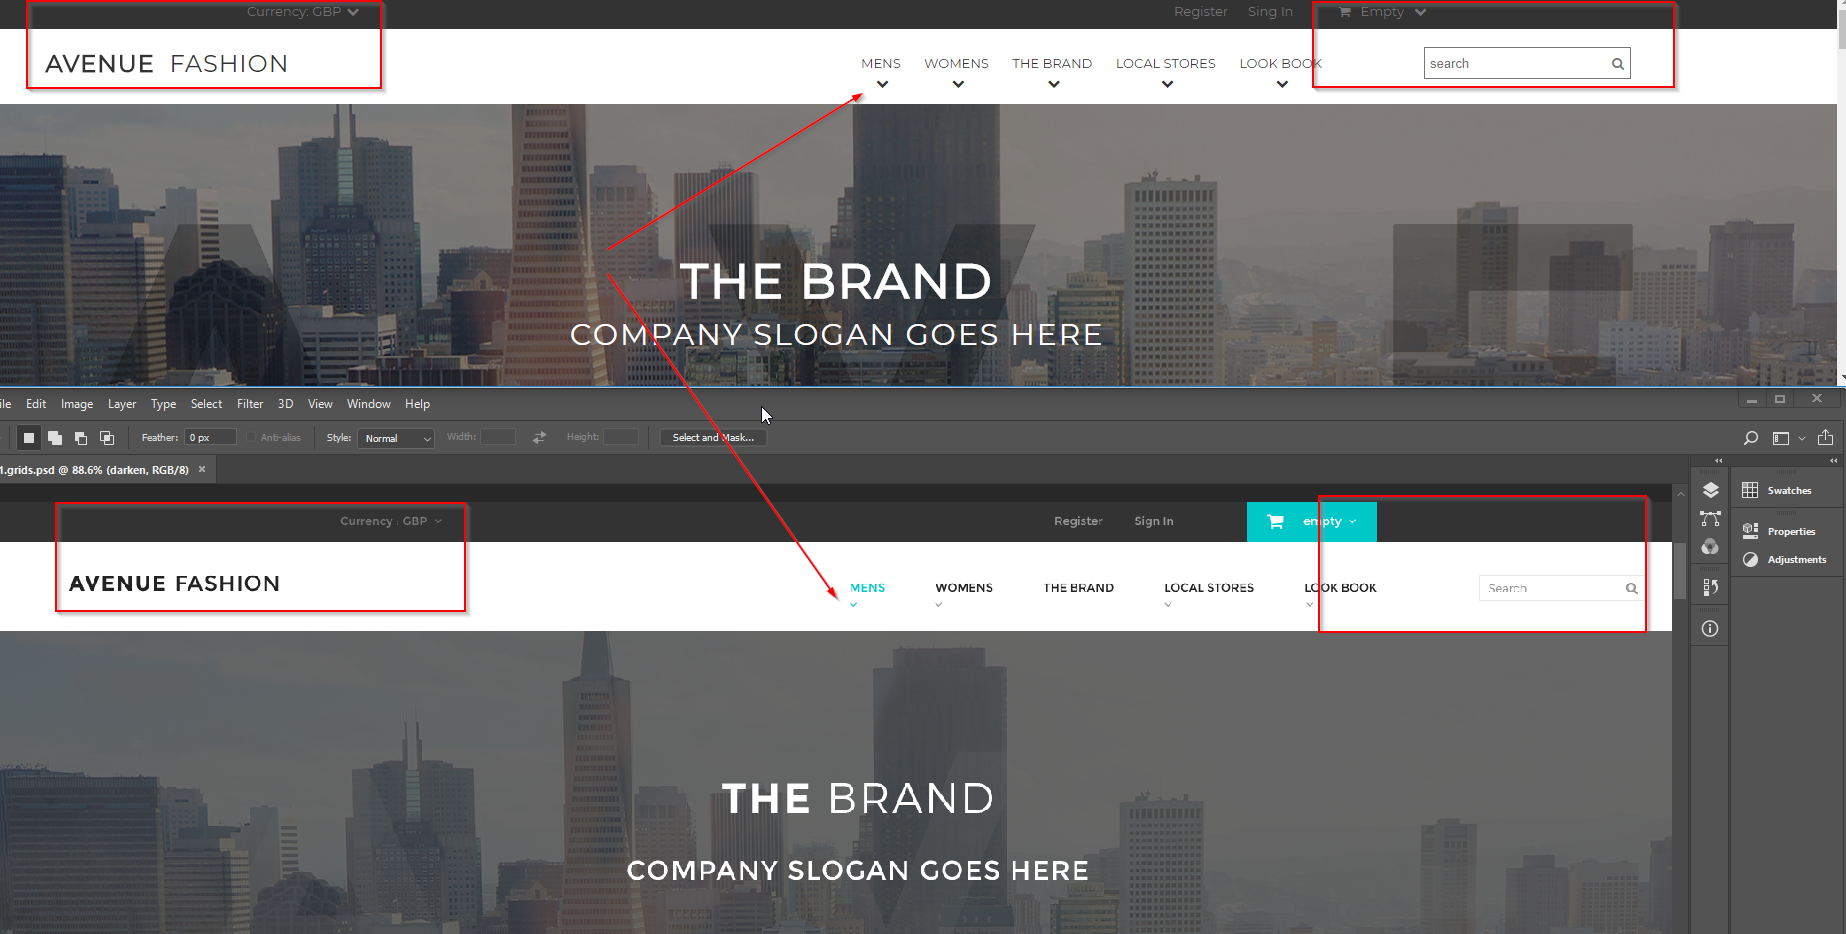 Currency: GBP
Register Sing In Empty
AVENUE FASHION
MENS WOMENS THE BRAND LOCAL STORES LOOK BOOK
search
THE BRAND
COMPANY SLOGAN GOES HERE
ile Edit Image Layer Type Select Filter 3D View Window Help
Feather: 0 px Anti-alias Style: Normal Width: Height: Select and Mask...
1.grids.psd @ 88.6% (darken, RGB/8) ×
Swatches
Properties
Adjustments
Currency : GBP
Register Sign In empty
AVENUE FASHION
MENS WOMENS THE BRAND LOCAL STORES LOOK BOOK
Search
THE BRAND
COMPANY SLOGAN GOES HERE